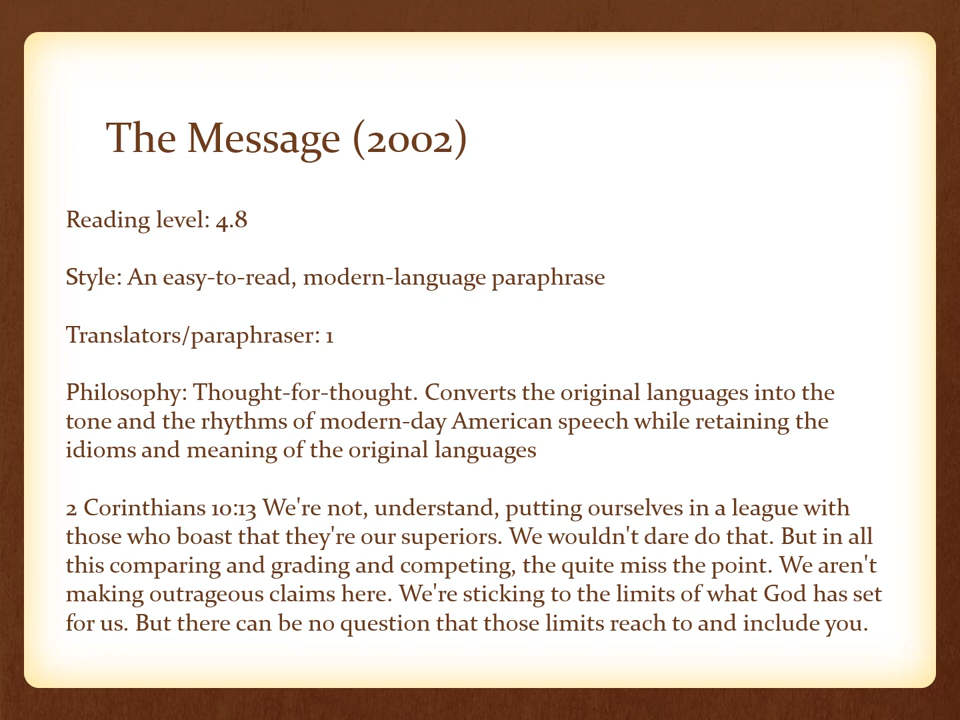 The Message (2002)
Reading level: 4.8
Style: An easy-to-read, modern-language paraphrase
Translators/paraphraser: 1
Philosophy: Thought-for-thought. Converts the original languages into the
tone and the rhythms of modern-day American speech while retaining the
idioms and meaning of the original languages
2 Corinthians 10:13 We're not, understand, putting ourselves in a league with
those who boast that they're our superiors. We wouldn't dare do that. But in all
this comparing and grading and competing, the quite miss the point. We aren't
making outrageous claims here. We're sticking to the limits of what God has set
for us. But there can be no question that those limits reach to and include you.